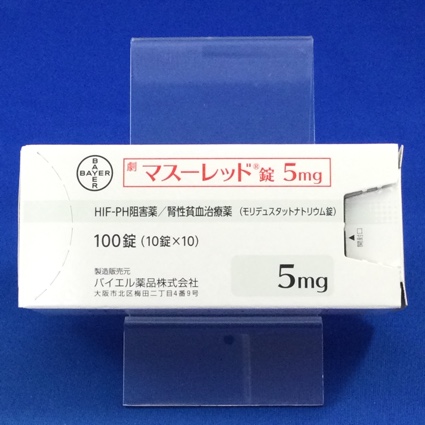 BAYER
BAYER
劇 マスーレッド®錠 5mg
HIF-PH阻害薬／腎性貧血治療薬 (モリデュスタットナトリウム錠)
100錠 (10錠×10)
製造販売元
バイエル薬品株式会社
大阪市北区梅田二丁目4番9号
5mg